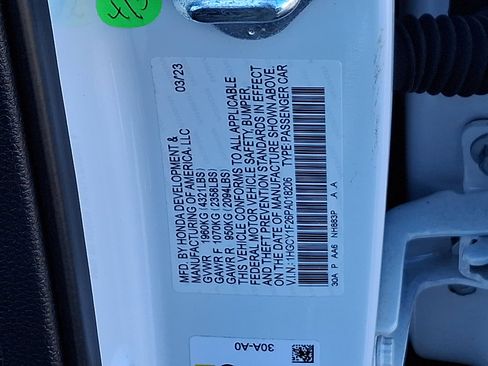 MFD. BY HONDA DEVELOPMENT & 03/23
MANUFACTURING OF AMERICA, LLC
GVWR 1960KG (4321LBS)
GAWR F 1070KG (2358LBS)
GAWR R 950KG (2094LBS)
THIS VEHICLE CONFORMS TO ALL APPLICABLE
FEDERAL MOTOR VEHICLE SAFETY, BUMPER,
AND THEFT PREVENTION STANDARDS IN EFFECT
ON THE DATE OF MANUFACTURE SHOWN ABOVE.
V.I.N.: 1HGCY1F26PA018206 TYPE:PASSENGER CAR
30A P AA6 NH883P A A
30A-A0